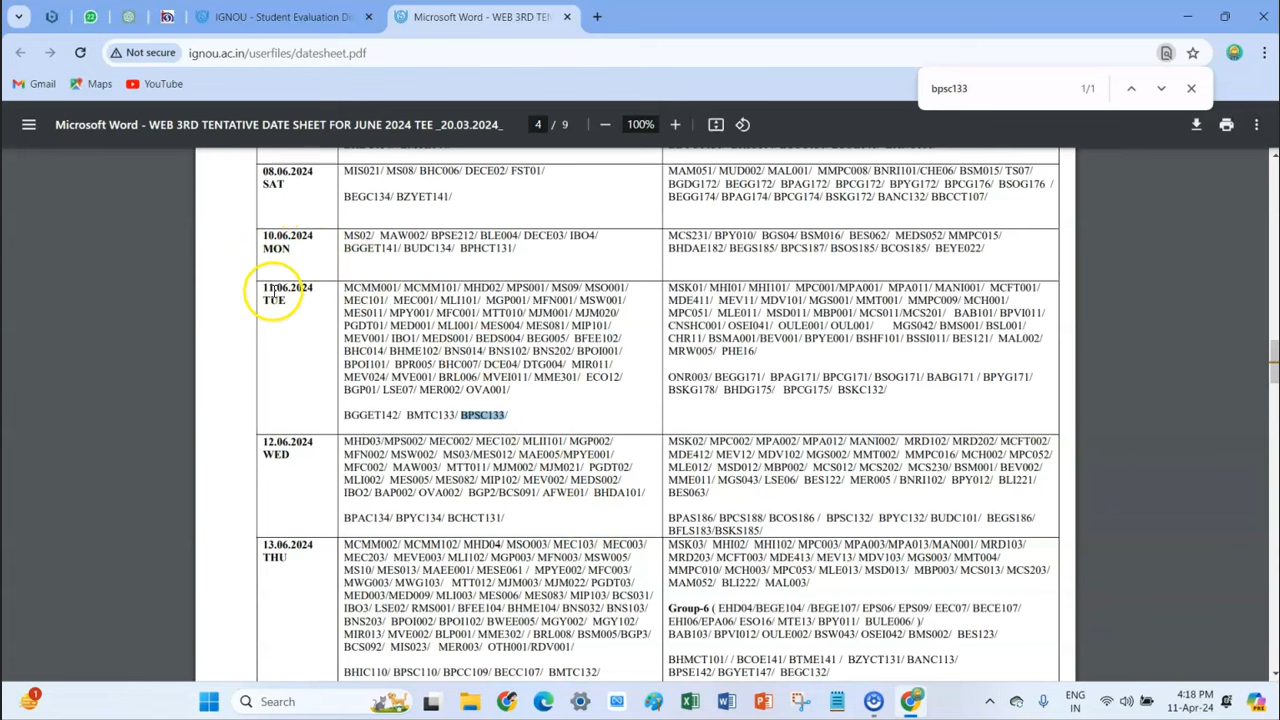 IGNOU - Student Evaluation Di
Microsoft Word - WEB 3RD TEN
Not secure
ignou.ac.in/userfiles/datesheet.pdf
Gmail
Maps
YouTube
bpsc133
1/1
Microsoft Word - WEB 3RD TENTATIVE DATE SHEET FOR JUNE 2024 TEE _20.03.2024_
4 / 9
100%
08.06.2024
SAT
MIS021/ MS08/ BHC006/ DECE02/ FST01/
BEGC134/ BZYET141/
MAM051/ MUD002/ MAL001/ MMPC008/ BNRI101/CHE06/ BSM015/ TS07/
BGDG172/ BEGG172/ BPAG172/ BPCG172/ BPYG172/ BPCG176/ BSOG176 /
BEGG174/ BPAG174/ BPCG174/ BSKG172/ BANC132/ BBCCT107/
10.06.2024
MON
MS02/ MAW002/ BPSE212/ BLE004/ DECE03/ IBO4/
BGGET141/ BUDC134/ BPHCT131/
MCS231/ BPY010/ BGS04/ BSM016/ BES062/ MEDS052/ MMPC015/
BHDAE182/ BEGS185/ BPCS187/ BSOS185/ BCOS185/ BEYE022/
11.06.2024
TUE
MCMM001/ MCMM101/ MHD02/ MPS001/ MS09/ MSO001/
MEC101/ MEC001/ MLI101/ MGP001/ MFN001/ MSW001/
MES011/ MPY001/ MFC001/ MTT010/ MJM001/ MJM020/
PGDT01/ MED001/ MLI001/ MES004/ MES081/ MIP101/
MEV001/ IBO1/ MEDS001/ BEDS004/ BEG005/ BFEE102/
BHC014/ BHME102/ BNS014/ BNS102/ BNS202/ BPOI001/
BPOI101/ BPR005/ BHC007/ DCE04/ DTG004/ MIR011/
MEV024/ MVE001/ BRL006/ MVEI011/ MME301/ ECO12/
BGP01/ LSE07/ MER002/ OVA001/
BGGET142/ BMTC133/ BPSC133/
MSK01/ MHI01/ MHI101/ MPC001/MPA001/ MPA011/ MANI001/ MCFT001/
MDE411/ MEV11/ MDV101/ MGS001/ MMT001/ MMPC009/ MCH001/
MPC051/ MLE011/ MSD011/ MBP001/ MCS011/MCS201/ BAB101/ BPVI011/
CNSHC001/ OSEI041/ OULE001/ OUL001/ MGS042/ BMS001/ BSL001/
CHR11/ BSMA001/BEV001/ BPYE001/ BSHF101/ BSSI011/ BES121/ MAL002/
MRW005/ PHE16/
ONR003/ BEGG171/ BPAG171/ BPCG171/ BSOG171/ BABG171 / BPYG171/
BSKG178/ BHDG175/ BPCG175/ BSKC132/
12.06.2024
WED
MHD03/MPS002/ MEC002/ MEC102/ MLII101/ MGP002/
MFN002/ MSW002/ MS03/MES012/ MAE005/MPYE001/
MFC002/ MAW003/ MTT011/ MJM002/ MJM021/ PGDT02/
MLI002/ MES005/ MES082/ MIP102/ MEV002/ MEDS002/
IBO2/ BAP002/ OVA002/ BGP2/BCS091/ AFWE01/ BHDA101/
BPAC134/ BPYC134/ BCHCT131/
MSK02/ MPC002/ MPA002/ MPA012/ MANI002/ MRD102/ MRD202/ MCFT002/
MDE412/ MEV12/ MDV102/ MGS002/ MMT002/ MMPC016/ MCH002/ MPC052/
MLE012/ MSD012/ MBP002/ MCS012/ MCS202/ MCS230/ BSM001/ BEV002/
MME011/ MGS043/ LSE06/ BES122/ MER005 / BNRI102/ BPY012/ BLI221/
BES063/
BPAS186/ BPCS188/ BCOS186 / BPSC132/ BPYC132/ BUDC101/ BEGS186/
BFLS183/BSKS185/
13.06.2024
THU
MCMM002/ MCMM102/ MHD04/ MSO003/ MEC103/ MEC003/
MEC203/ MEVE003/ MLI102/ MGP003/ MFN003/ MSW005/
MS10/ MES013/ MAEE001/ MESE061 / MPYE002/ MFC003/
MWG003/ MWG103/ MTT012/ MJM003/ MJM022/ PGDT03/
MED002/MED009/ MLI003/ MES006/ MES083/ MIP103/ BCS031/
IBO3/ LSE02/ RMS001/ BFEE104/ BHME104/ BNS032/ BNS103/
BNS203/ BPOI002/ BPOI102/ BWEE005/ MGY002/ MGY102/
MIR013/ MVE002/ BLP001/ MME302/ / BRL008/ BSM005/BGP3/
BCS092/ MIS023/ MER003/ OTH001/RDV001/
BHIC110/ BPSC110/ BPCC109/ BECC107/ BMTC132/
MSK03/ MHI02/ MHI102/ MPC003/ MPA003/MPA013/MAN001/ MRD103/
MRD203/ MCFT003/ MDE413/ MEV13/ MDV103/ MGS003/ MMT004/
MMPC010/ MCH003/ MPC053/ MLE013/ MSD013/ MBP003/ MCS013/ MCS203/
MAM052/ BLI222/ MAL003/
Group-6 ( EHD04/BEGE104/ /BEGE107/ EPS06/ EPS09/ EEC07/ BECE107/
EHI06/EPA06/ ESO16/ MTE13/ BPY011/ BULE006/ )/
BAB103/ BPVI012/ OULE002/ BSW043/ OSEI042/ BMS002/ BES123/
BHMCT101/ / BCOE141/ BTME141 / BZYCT131/ BANC113/
BPSE142/ BGYET147/ BEGC132/
1
Search
ENG
IN
4:18 PM
11-Apr-24